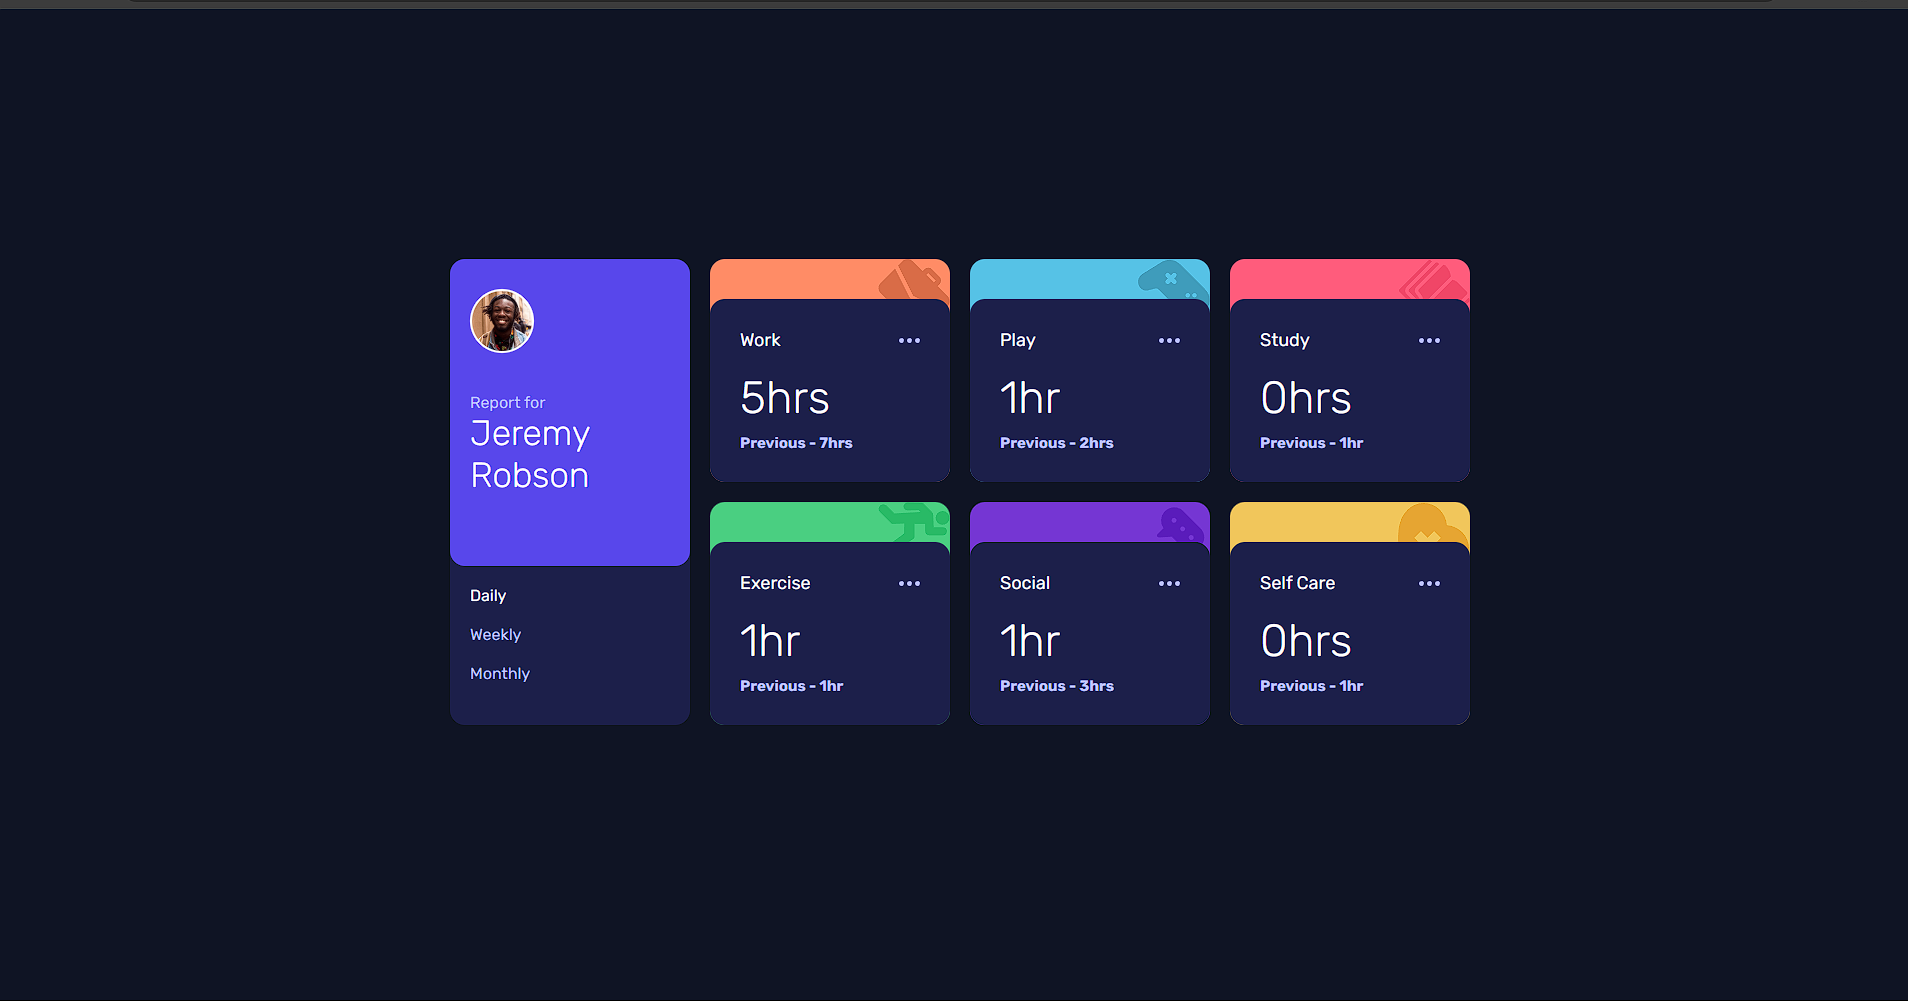 Report for
Jeremy
Robson
Daily
Weekly
Monthly
Work
5hrs
Previous - 7hrs
Play
1hr
Previous - 2hrs
Study
0hrs
Previous - 1hr
Exercise
1hr
Previous - 1hr
Social
1hr
Previous - 3hrs
Self Care
0hrs
Previous - 1hr